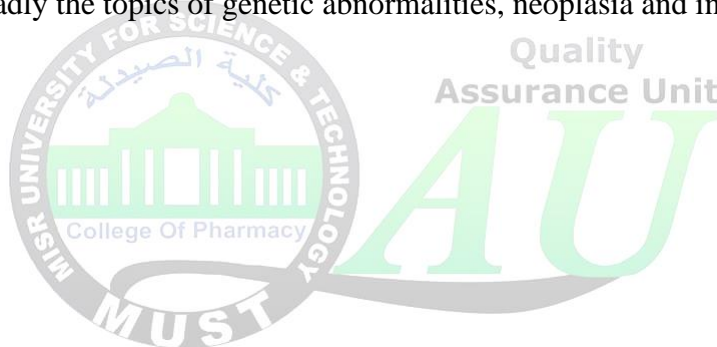 adly the topics of genetic abnormalities, neoplasia and in
Quality
Assurance Unit
AU
MISR UNIVERSITY FOR SCIENCE & TECHNOLOGY
كلية الصيدلة
College Of Pharmacy
MUST